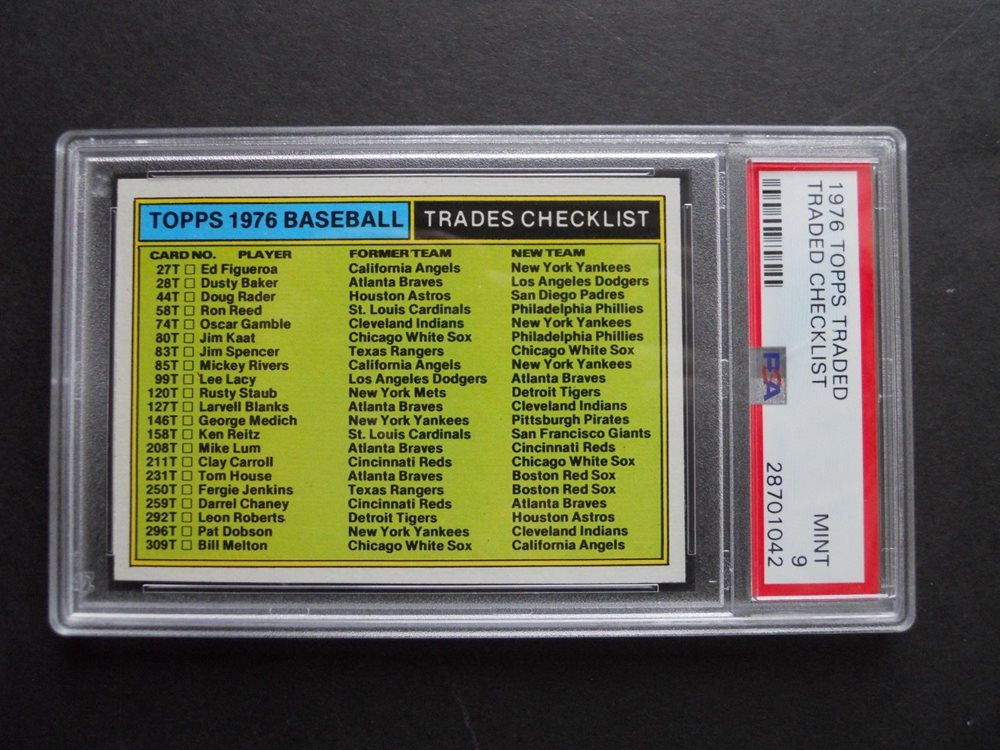 TOPPS 1976 BASEBALL TRADES CHECKLIST
CARD NO. PLAYER FORMER TEAM NEW TEAM
27T □ Ed Figueroa California Angels New York Yankees
28T □ Dusty Baker Atlanta Braves Los Angeles Dodgers
44T □ Doug Rader Houston Astros San Diego Padres
58T □ Ron Reed St. Louis Cardinals Philadelphia Phillies
74T □ Oscar Gamble Cleveland Indians New York Yankees
80T □ Jim Kaat Chicago White Sox Philadelphia Phillies
83T □ Jim Spencer Texas Rangers Chicago White Sox
85T □ Mickey Rivers California Angels New York Yankees
99T □ Lee Lacy Los Angeles Dodgers Atlanta Braves
120T □ Rusty Staub New York Mets Detroit Tigers
127T □ Larvell Blanks Atlanta Braves Cleveland Indians
146T □ George Medich New York Yankees Pittsburgh Pirates
158T □ Ken Reitz St. Louis Cardinals San Francisco Giants
208T □ Mike Lum Atlanta Braves Cincinnati Reds
211T □ Clay Carroll Cincinnati Reds Chicago White Sox
231T □ Tom House Atlanta Braves Boston Red Sox
250T □ Fergie Jenkins Texas Rangers Boston Red Sox
259T □ Darrel Chaney Cincinnati Reds Atlanta Braves
292T □ Leon Roberts Detroit Tigers Houston Astros
296T □ Pat Dobson New York Yankees Cleveland Indians
309T □ Bill Melton Chicago White Sox California Angels
1976 TOPPS TRADED
TRADED CHECKLIST
MINT
9
PSA
28701042